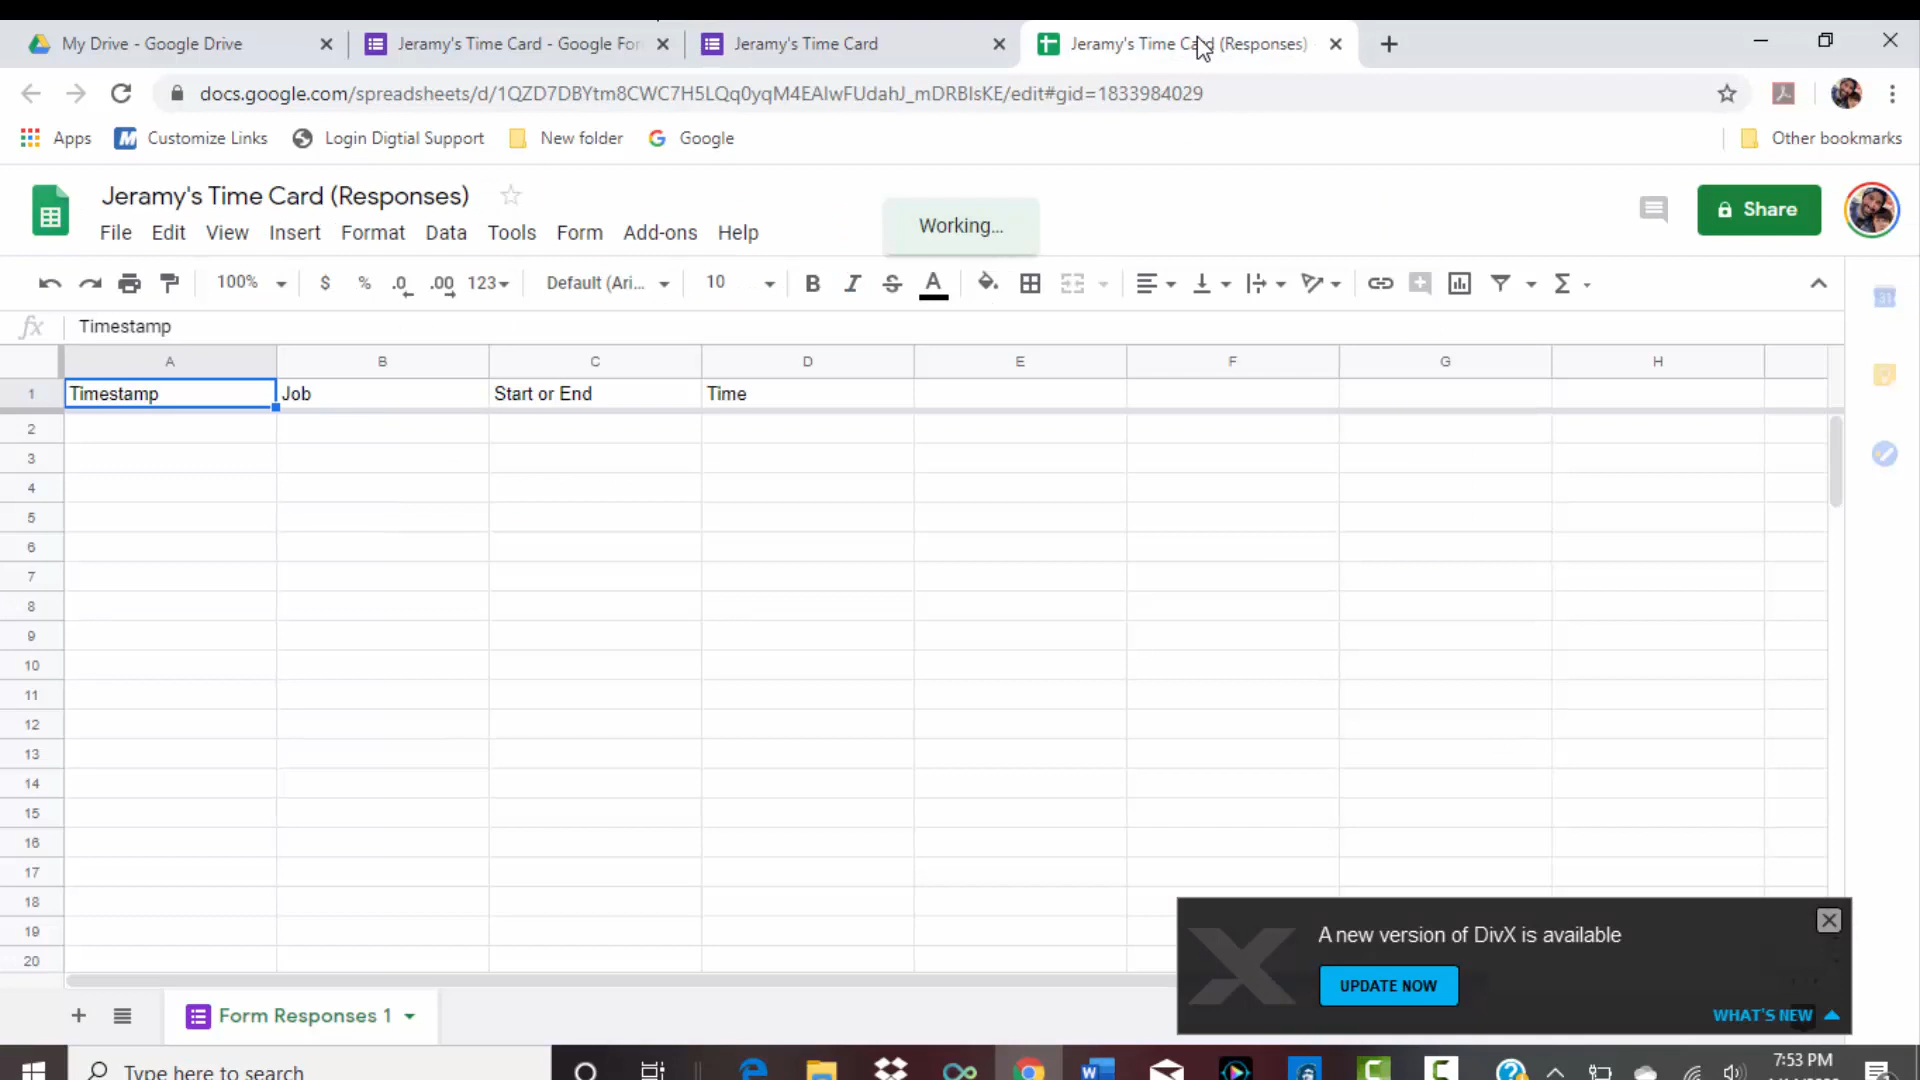 My Drive - Google Drive
Jeramy's Time Card - Google For
Jeramy's Time Card
Jeramy's Time Card (Responses)
docs.google.com/spreadsheets/d/1QZD7DBYtm8CWC7H5LQq0yqM4EAlwFUdahJ_mDRBIsKE/edit#gid=1833984029
Apps
Customize Links
Login Digtial Support
New folder
Google
Other bookmarks
Jeramy's Time Card (Responses)
Working...
Share
File Edit View Insert Format Data Tools Form Add-ons Help
100% $ % .0 .00 123 Default (Ari... 10 B I S A
fx Timestamp
A B C D E F G H
1 Timestamp Job Start or End Time
2
3
4
5
6
7
8
9
10
11
12
13
14
15
16
17
18
19
20
A new version of DivX is available
UPDATE NOW
WHAT'S NEW
Form Responses 1
Type here to search
7:53 PM